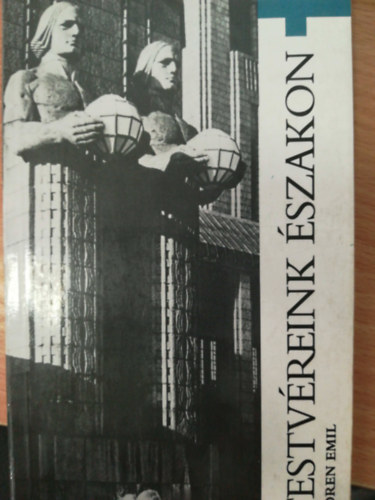 ESTVÉREINK ÉSZAKON
OREN EMIL